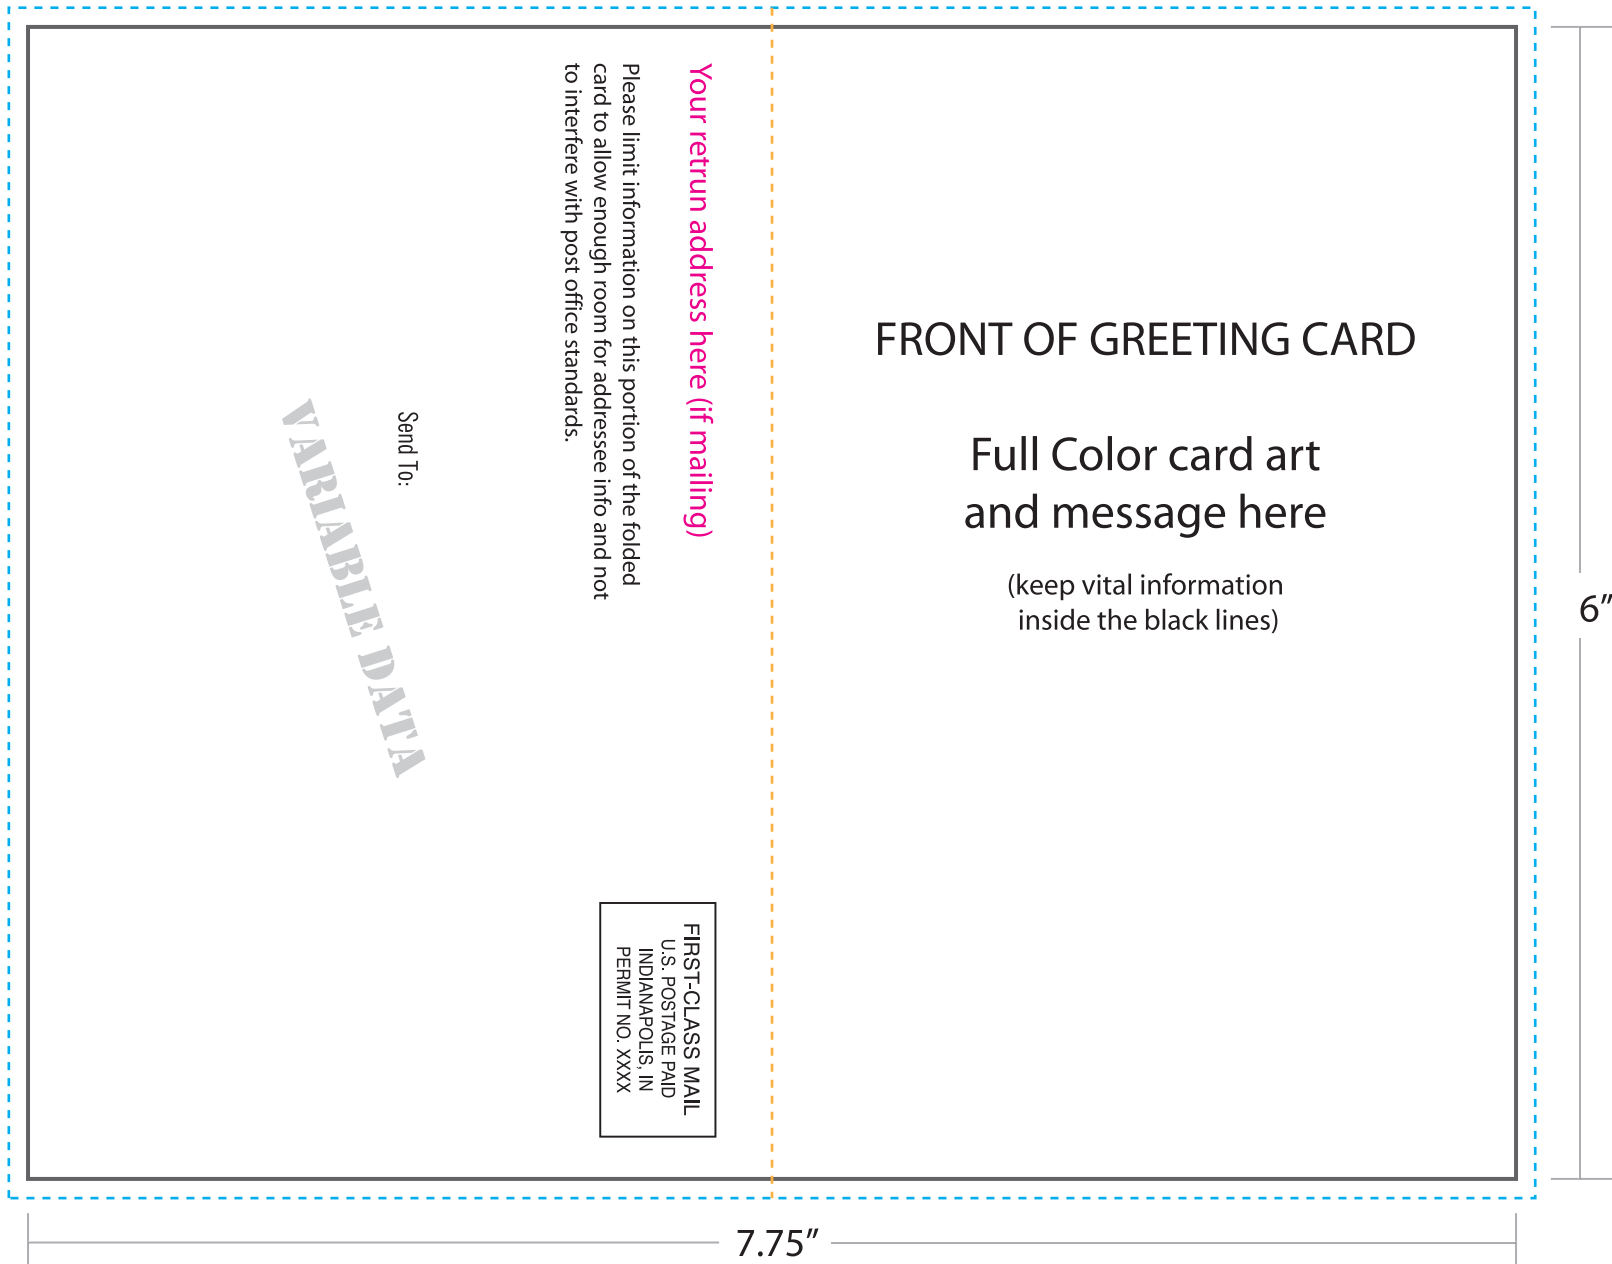 Your retrun address here (if mailing)
Please limit information on this portion of the folded
card to allow enough room for addressee info and not
to interfere with post office standards.
Send To:
VARIABLE DATA
FIRST-CLASS MAIL
U.S. POSTAGE PAID
INDIANAPOLIS, IN
PERMIT NO. XXXX
FRONT OF GREETING CARD
Full Color card art
and message here
(keep vital information
inside the black lines)
6”
7.75”